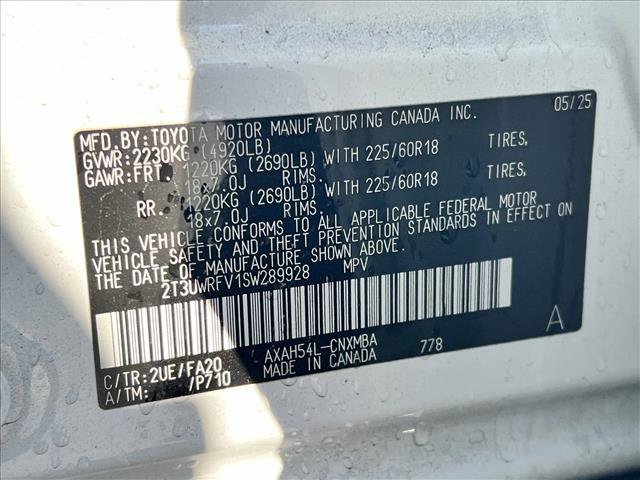 MFD. BY: TOYOTA MOTOR MANUFACTURING CANADA INC. 05/25
GVWR: 2230KG (4920LB)
GAWR: FRT. 1220KG (2690LB) WITH 225/60R18 TIRES,
18x7.0J RIMS.
RR. 1220KG (2690LB) WITH 225/60R18 TIRES,
18x7.0J RIMS.
THIS VEHICLE CONFORMS TO ALL APPLICABLE FEDERAL MOTOR
VEHICLE SAFETY AND THEFT PREVENTION STANDARDS IN EFFECT ON
THE DATE OF MANUFACTURE SHOWN ABOVE.
2T3UWRFV1SW289928 MPV
A
C/TR: 2UE/FA20 AXAH54L-CNXMBA 778
A/TM: /P710 MADE IN CANADA